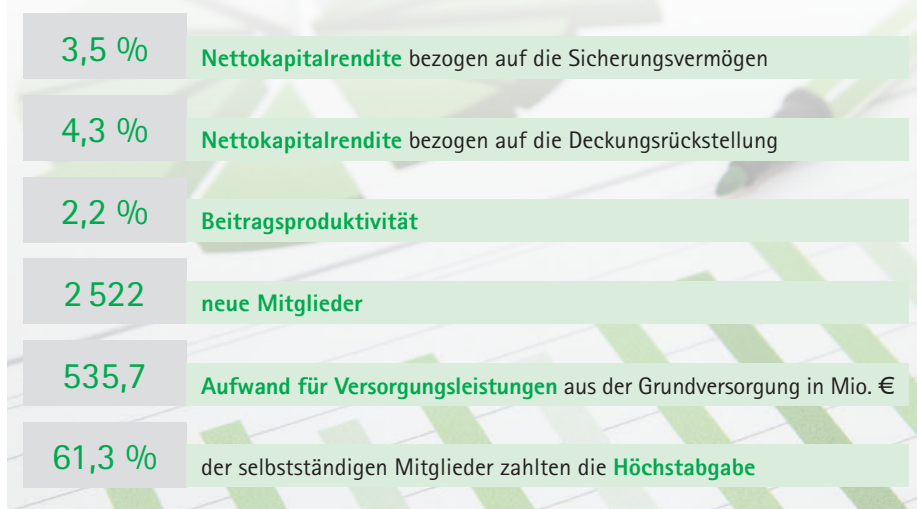 3,5 % Nettokapitalrendite bezogen auf die Sicherungsvermögen
4,3 % Nettokapitalrendite bezogen auf die Deckungsrückstellung
2,2 % Beitragsproduktivität
2 522 neue Mitglieder
535,7 Aufwand für Versorgungsleistungen aus der Grundversorgung in Mio. €
61,3 % der selbstständigen Mitglieder zahlten die Höchstabgabe